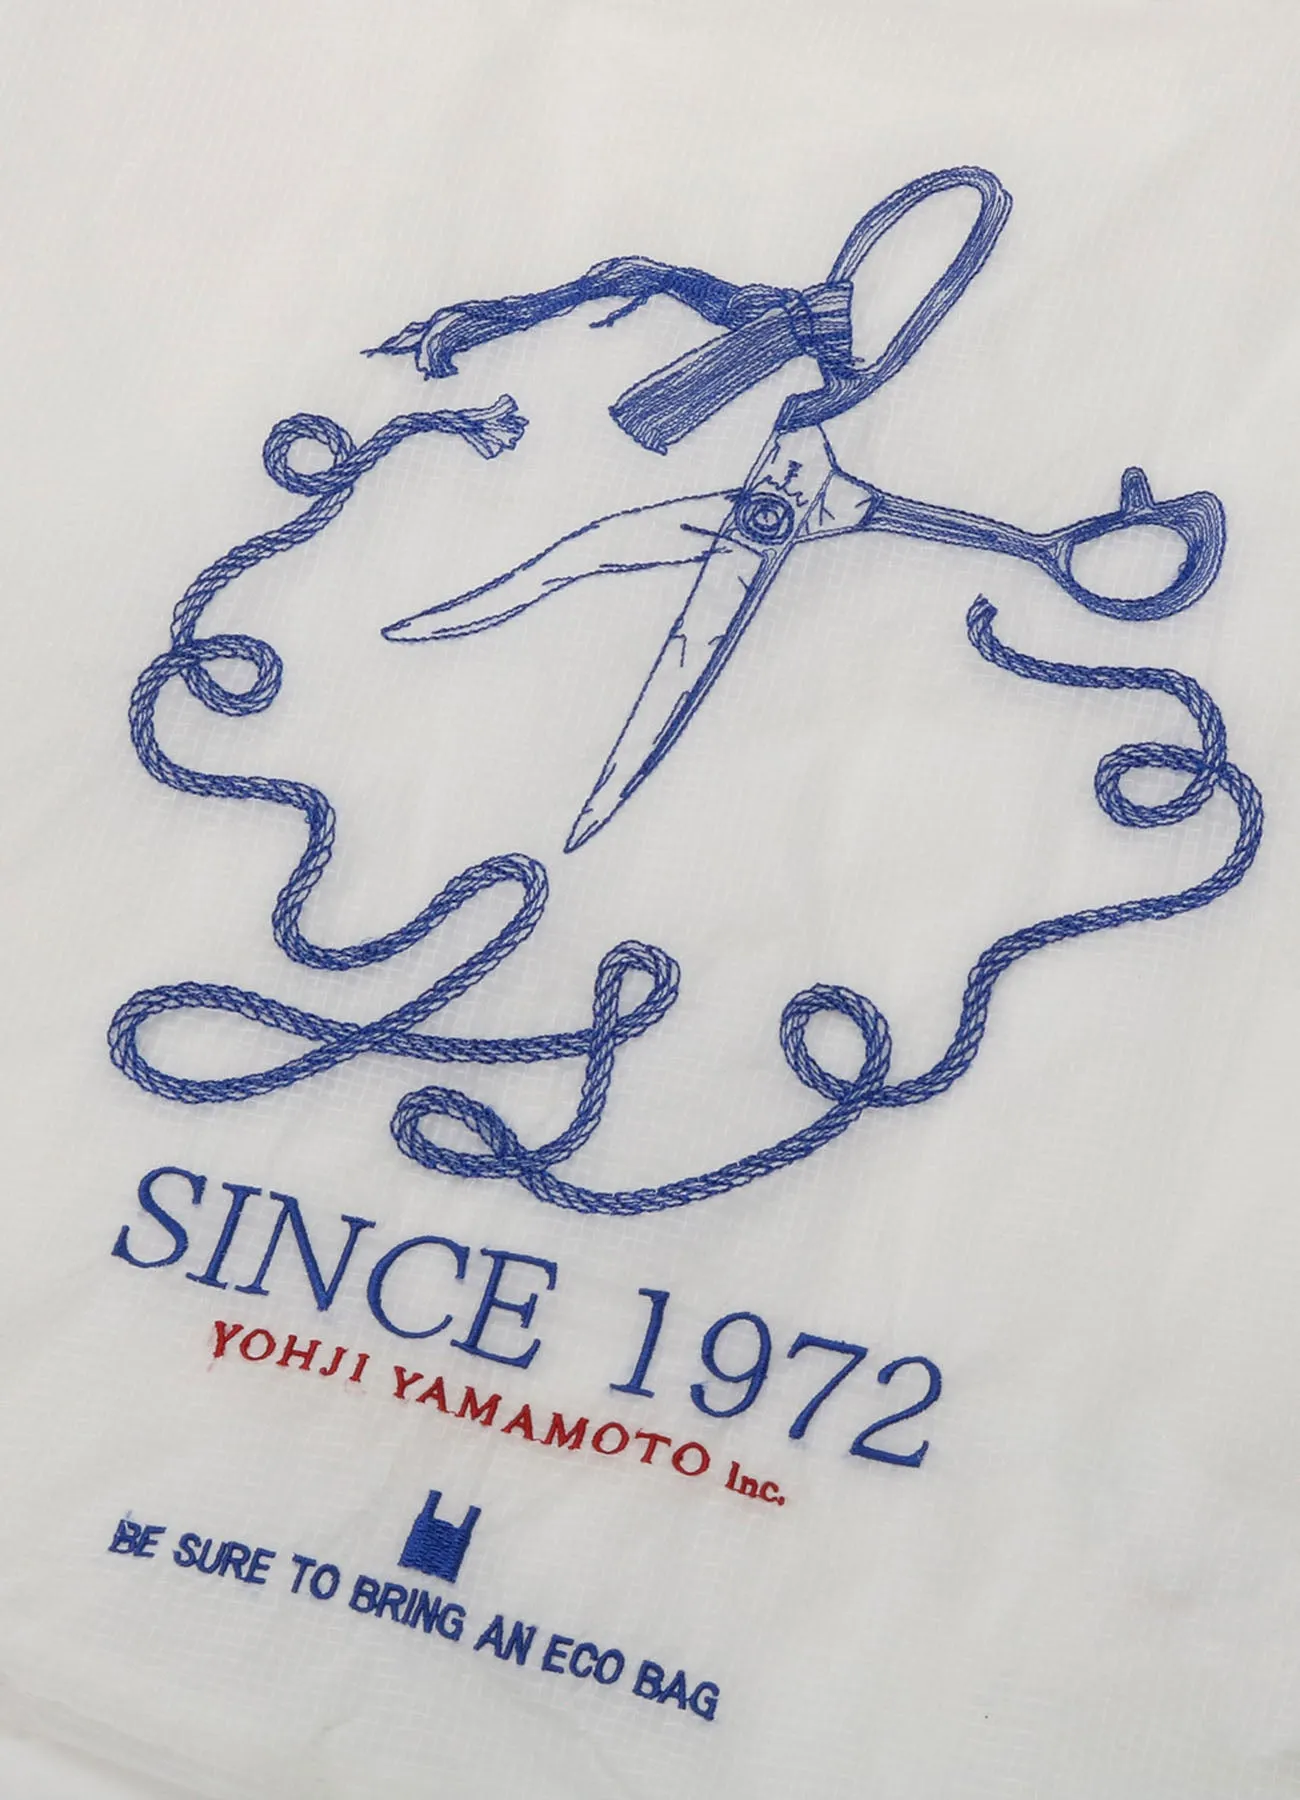 SINCE 1972
YOHJI YAMAMOTO Inc.
BE SURE TO BRING AN ECO BAG